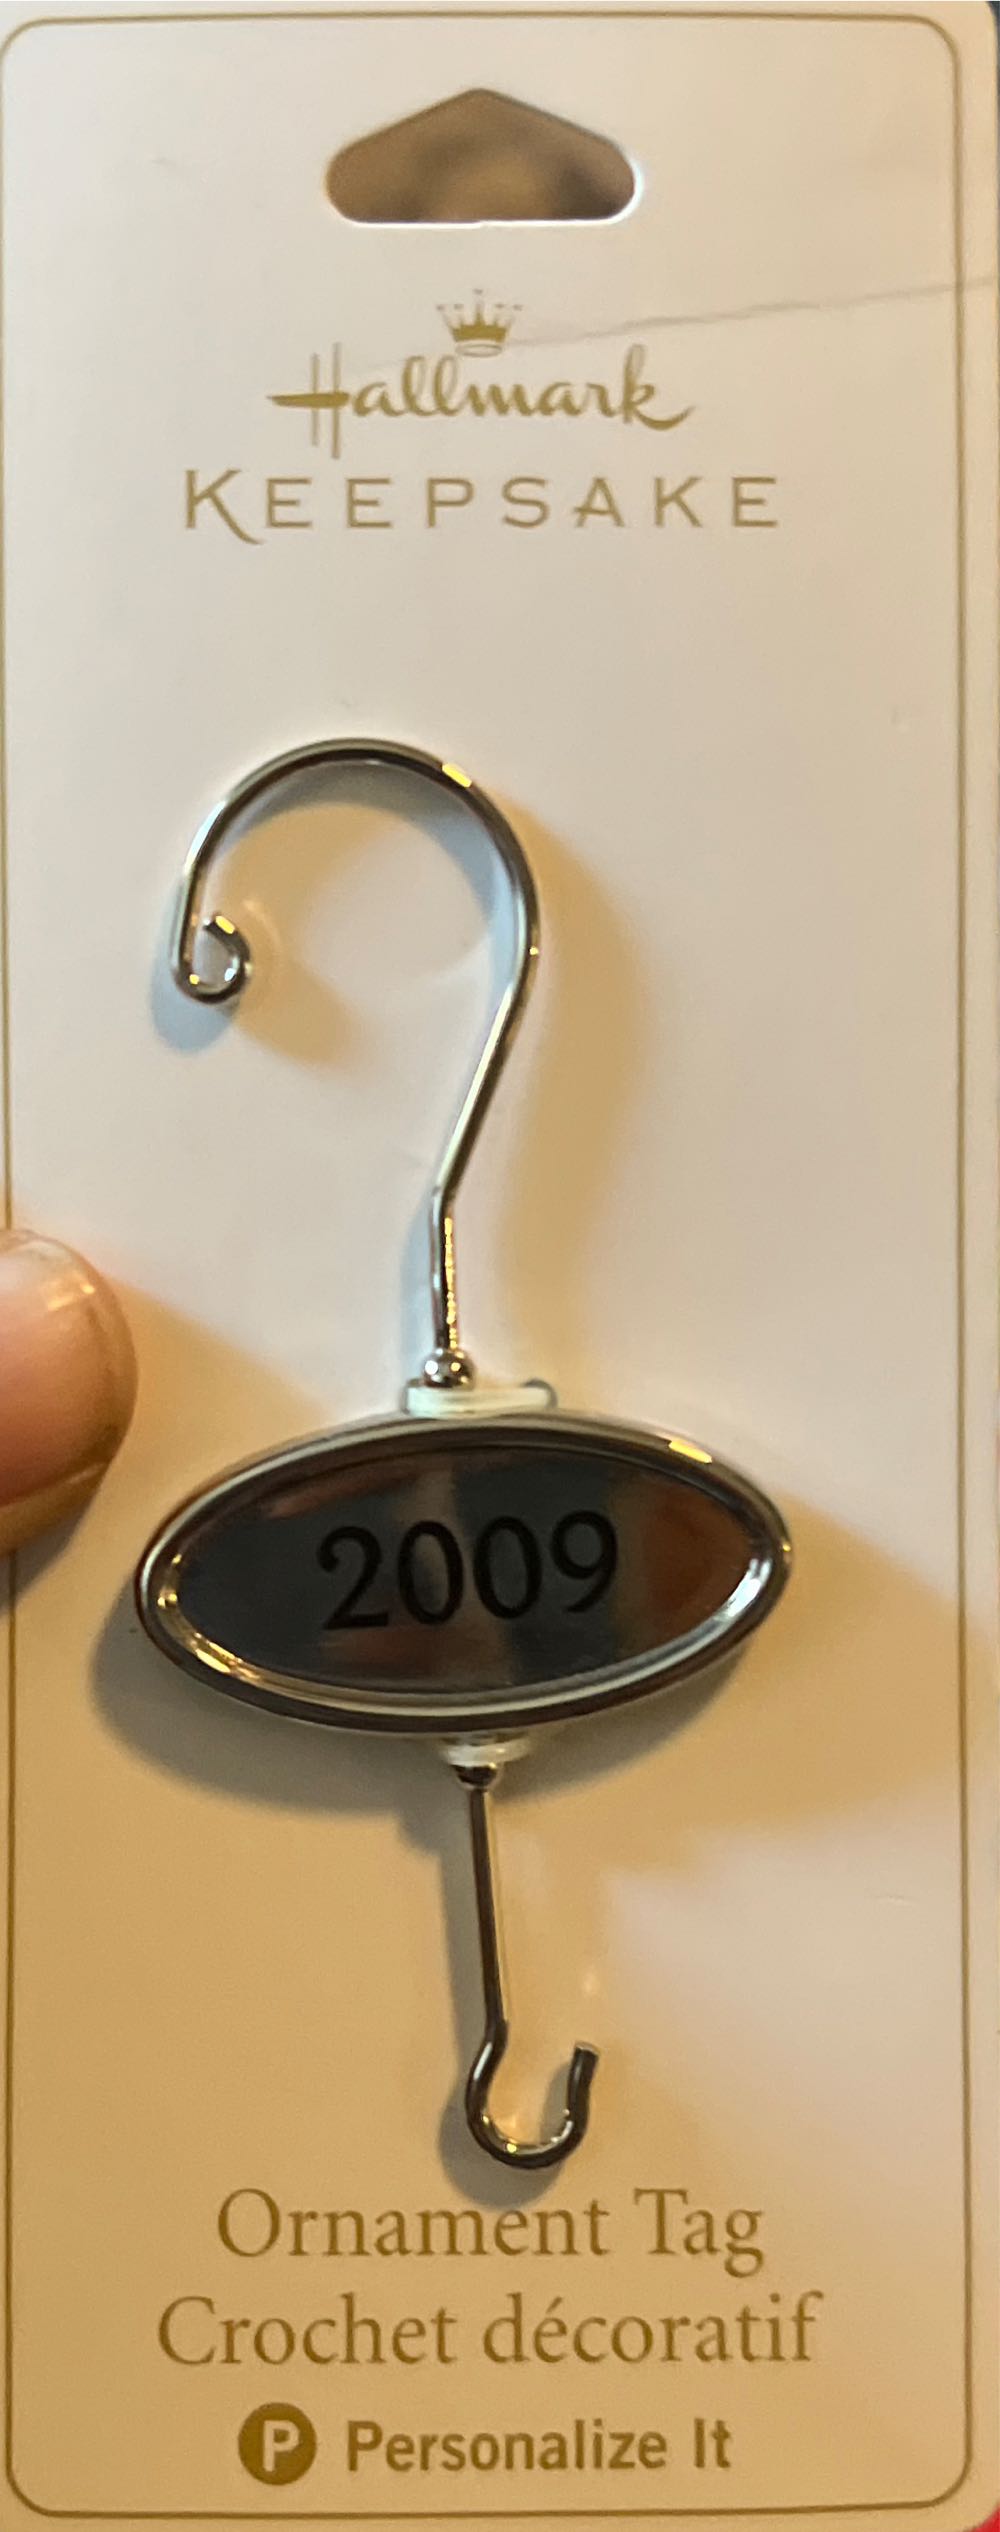 Hallmark
KEEPSAKE
2009
Ornament Tag
Crochet décoratif
P Personalize It